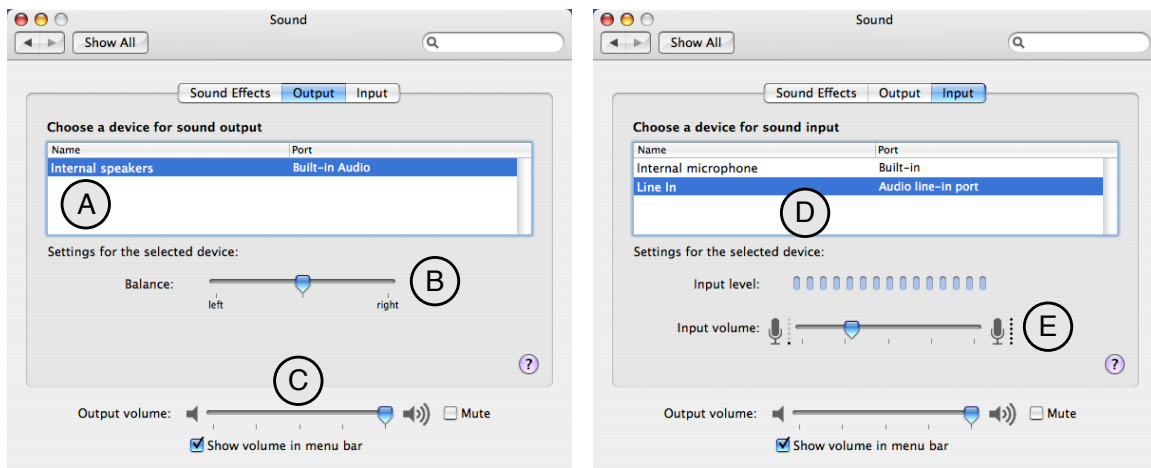 Sound
Show All
Sound Effects Output Input
Choose a device for sound output
Name Port
Internal speakers Built-in Audio
A
Settings for the selected device:
Balance:
B
left right
?
C
Output volume: Mute
Show volume in menu bar
Sound
Show All
Sound Effects Output Input
Choose a device for sound input
Name Port
Internal microphone Built-in
Line In Audio line-in port
D
Settings for the selected device:
Input level:
Input volume:
E
?
Output volume: Mute
Show volume in menu bar